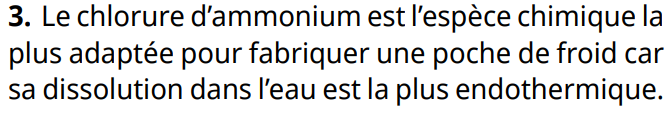 3. Le chlorure d’ammonium est l’espèce chimique la
plus adaptée pour fabriquer une poche de froid car
sa dissolution dans l’eau est la plus endothermique.